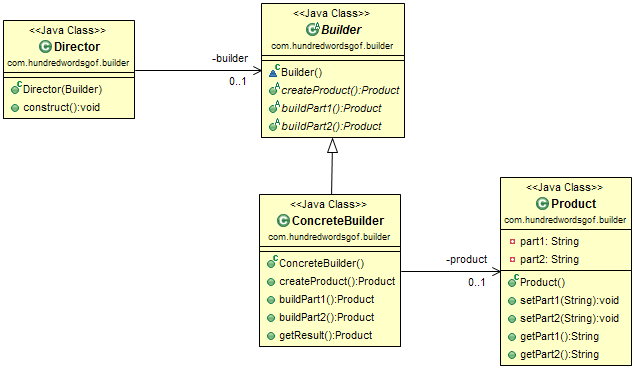 <<Java Class>>
Director
com.hundredwordsgof.builder
Director(Builder)
construct():void
-builder
0..1
<<Java Class>>
Builder
com.hundredwordsgof.builder
Builder()
createProduct():Product
buildPart1():Product
buildPart2():Product
<<Java Class>>
ConcreteBuilder
com.hundredwordsgof.builder
ConcreteBuilder()
createProduct():Product
buildPart1():Product
buildPart2():Product
getResult():Product
-product
0..1
<<Java Class>>
Product
com.hundredwordsgof.builder
part1: String
part2: String
Product()
setPart1(String):void
setPart2(String):void
getPart1():String
getPart2():String